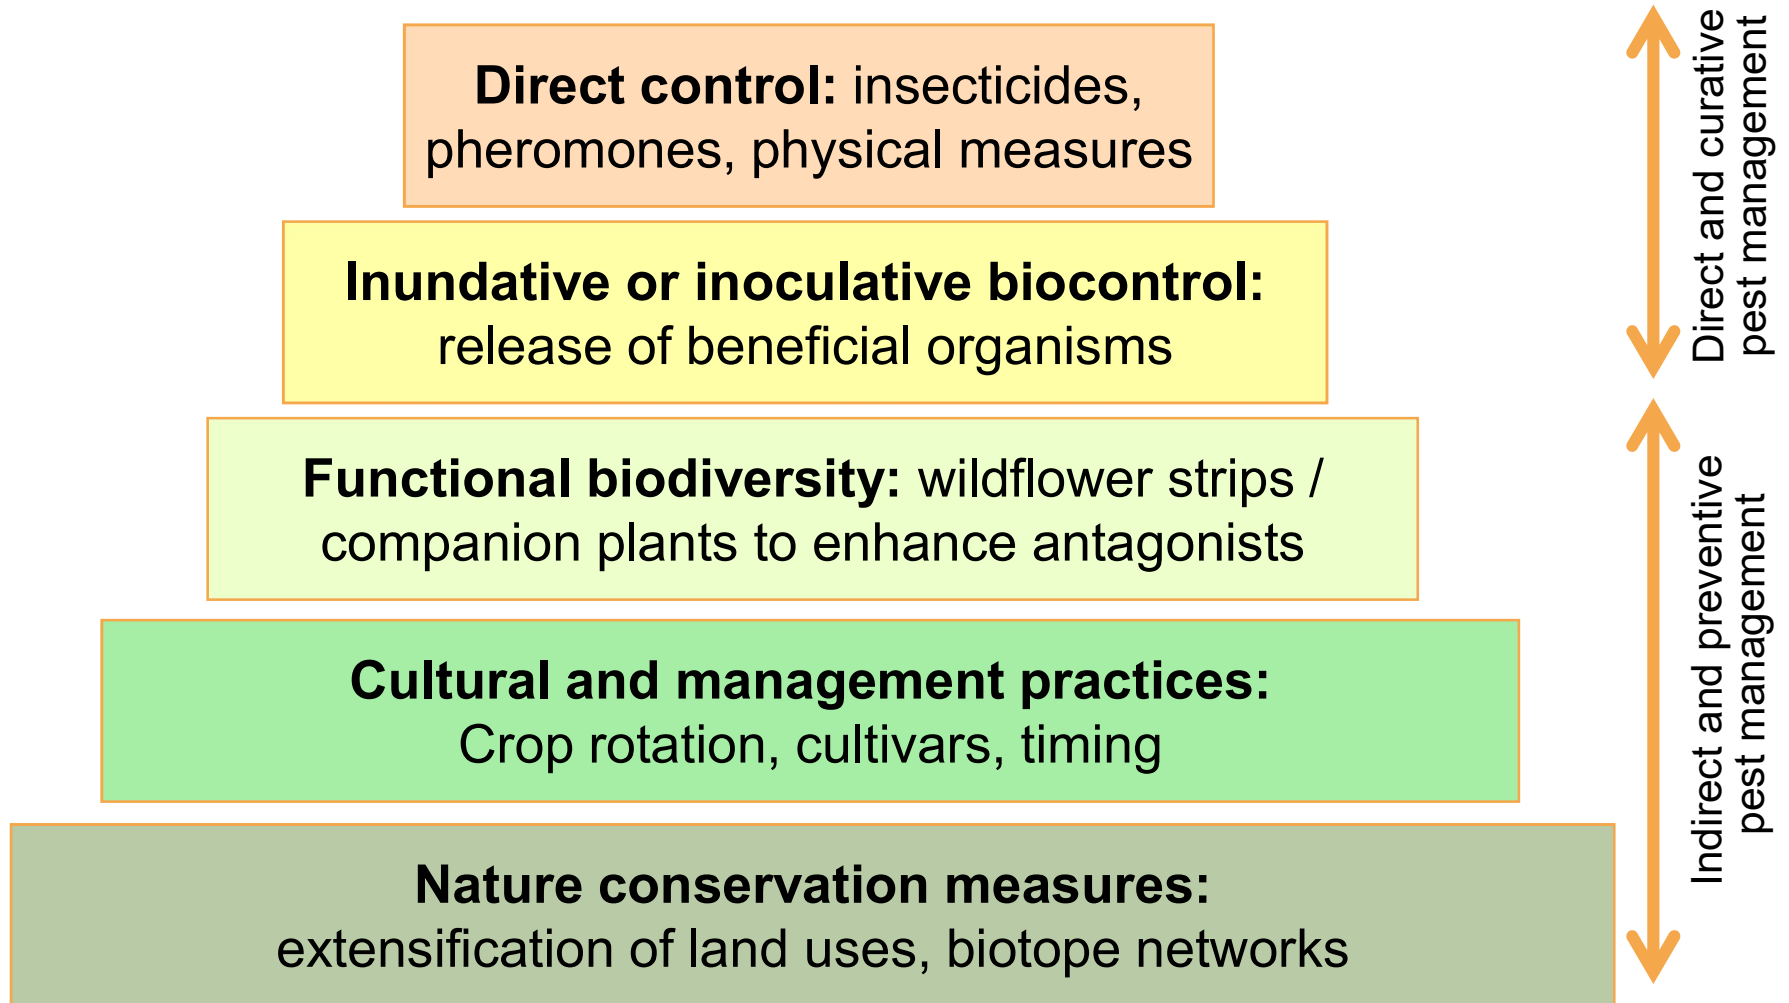 Direct control: insecticides,
pheromones, physical measures
Inundative or inoculative biocontrol:
release of beneficial organisms
Functional biodiversity: wildflower strips /
companion plants to enhance antagonists
Cultural and management practices:
Crop rotation, cultivars, timing
Nature conservation measures:
extensification of land uses, biotope networks
Direct and curative
pest management
Indirect and preventive
pest management